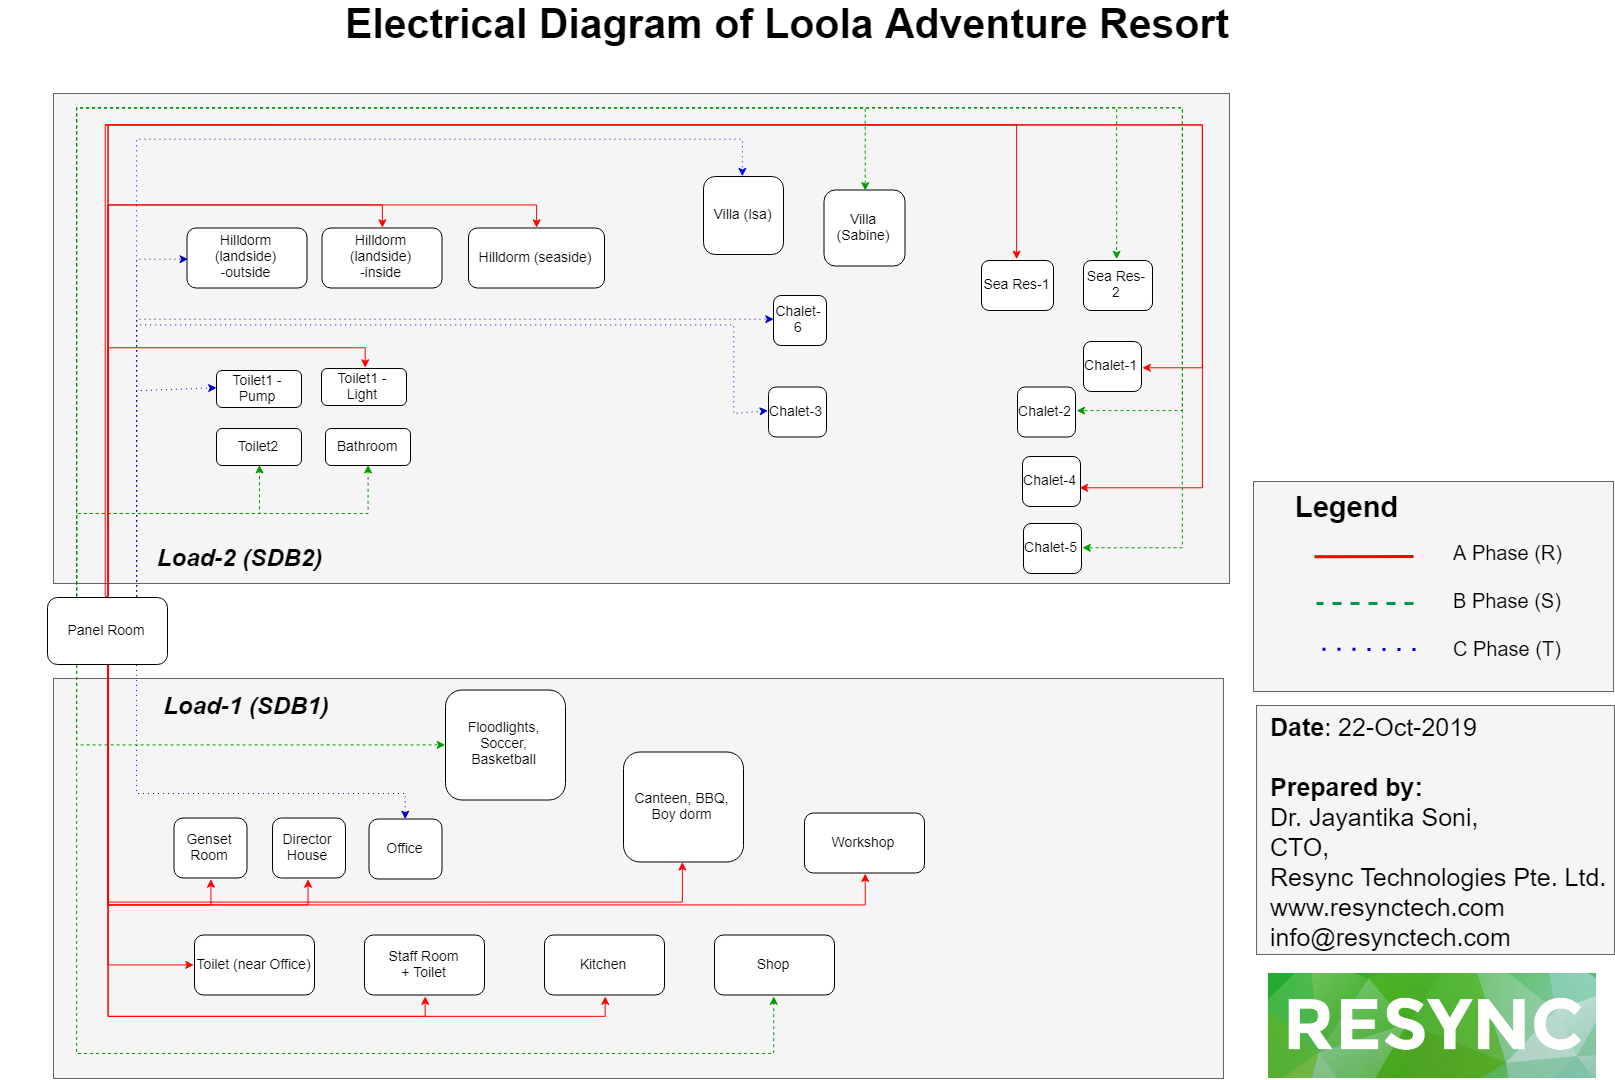 Electrical Diagram of Loola Adventure Resort
Villa (Isa)
Villa
(Sabine)
Hilldorm
(landside)
-outside
Hilldorm
(landside)
-inside
Hilldorm (seaside)
Sea Res-1
Sea Res-
2
Chalet-
6
Chalet-1
Toilet1 -
Pump
Toilet1 -
Light
Chalet-3
Chalet-2
Toilet2
Bathroom
Chalet-4
Chalet-5
Load-2 (SDB2)
Panel Room
Load-1 (SDB1)
Floodlights,
Soccer,
Basketball
Canteen, BBQ,
Boy dorm
Genset
Room
Director
House
Office
Workshop
Toilet (near Office)
Staff Room
+ Toilet
Kitchen
Shop
Legend
A Phase (R)
B Phase (S)
C Phase (T)
Date: 22-Oct-2019
Prepared by:
Dr. Jayantika Soni,
CTO,
Resync Technologies Pte. Ltd.
www.resynctech.com
info@resynctech.com
RESYNC